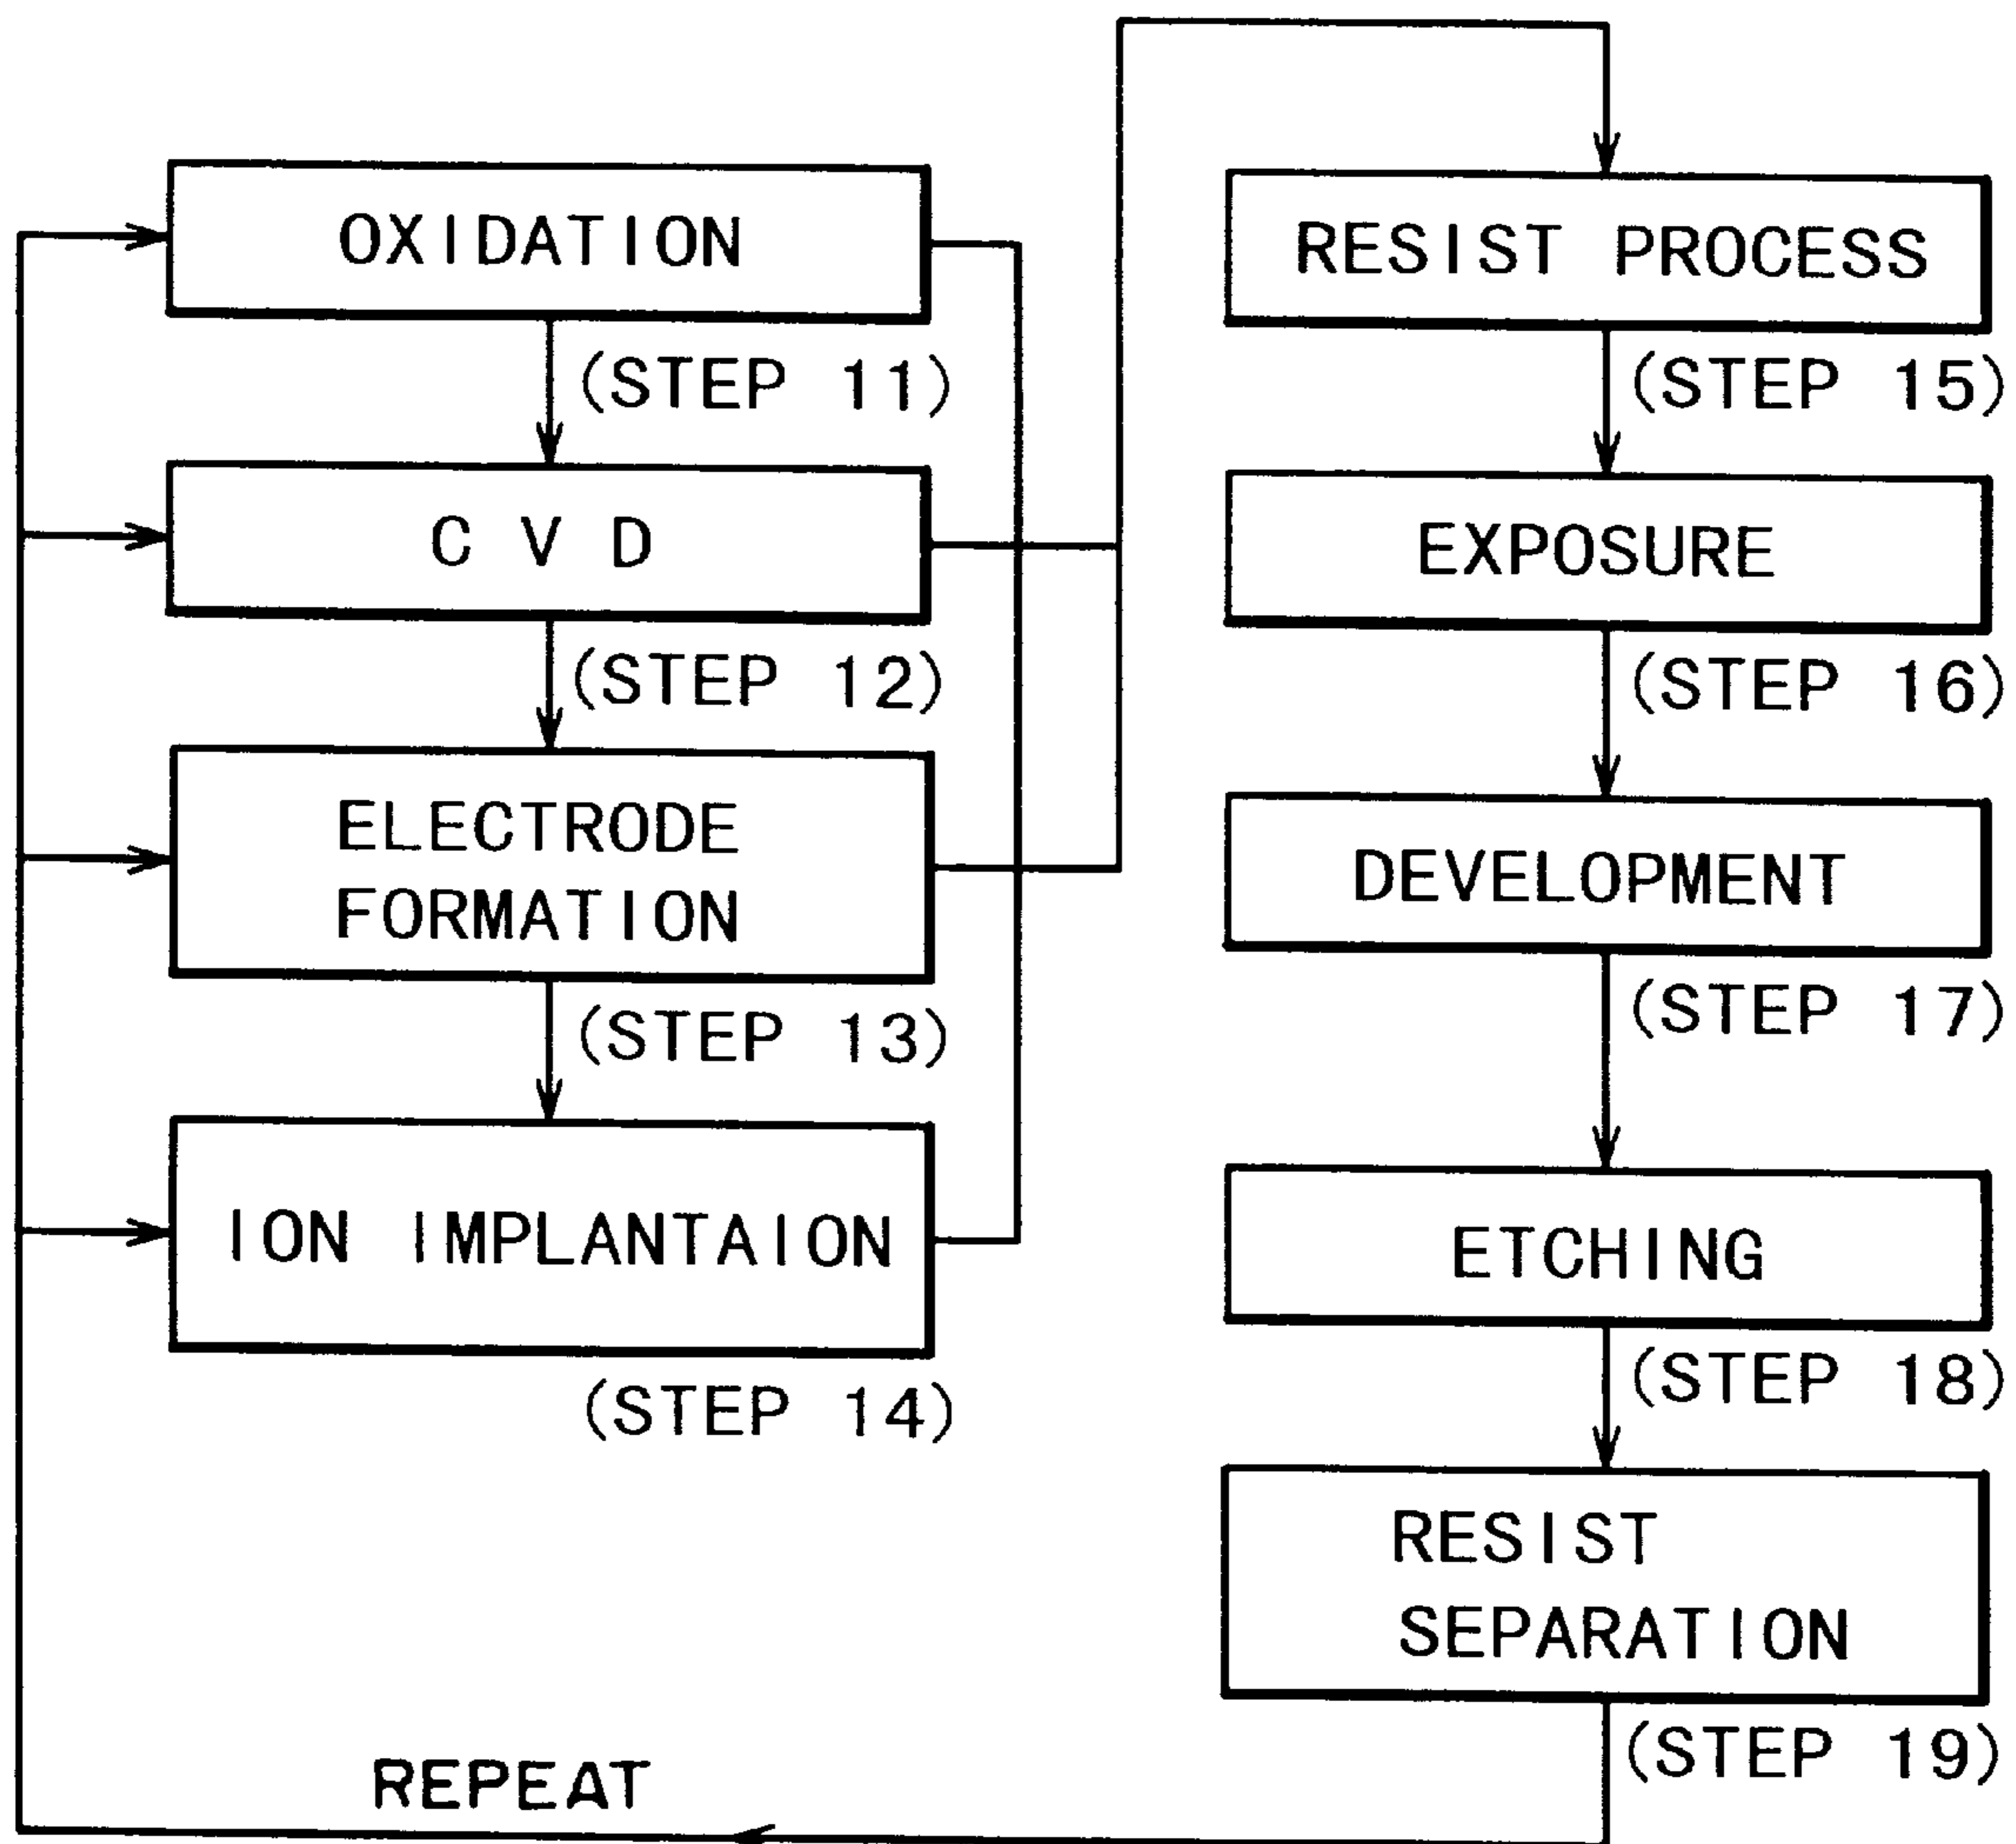 OXIDATION
(STEP 11)
C V D
(STEP 12)
ELECTRODE
FORMATION
(STEP 13)
ION IMPLANTAION
(STEP 14)
RESIST PROCESS
(STEP 15)
EXPOSURE
(STEP 16)
DEVELOPMENT
(STEP 17)
ETCHING
(STEP 18)
RESIST
SEPARATION
(STEP 19)
REPEAT